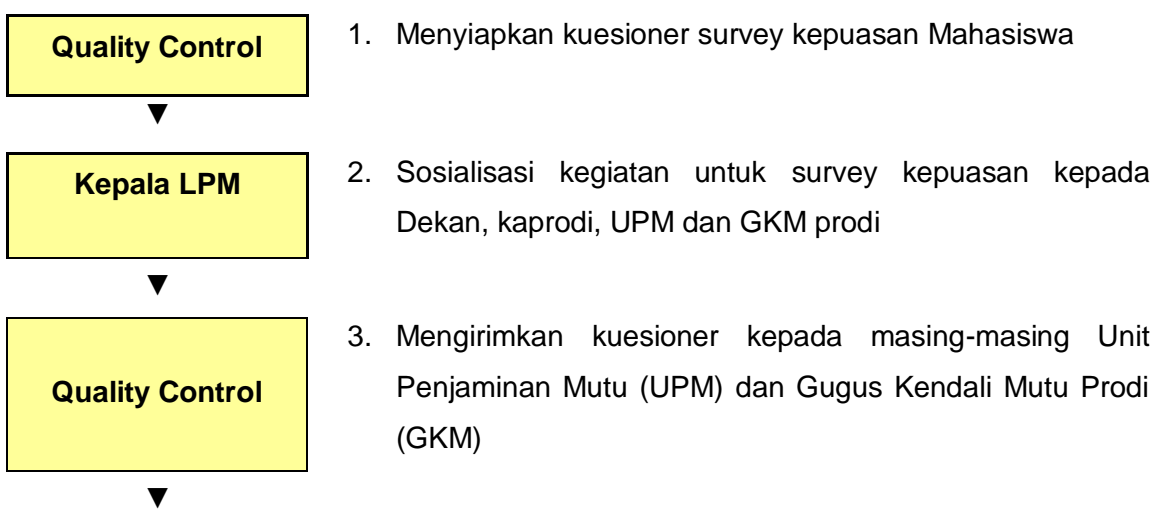 Quality Control
1. Menyiapkan kuesioner survey kepuasan Mahasiswa
▼
Kepala LPM
2. Sosialisasi kegiatan untuk survey kepuasan kepada
Dekan, kaprodi, UPM dan GKM prodi
▼
Quality Control
3. Mengirimkan kuesioner kepada masing-masing Unit
Penjaminan Mutu (UPM) dan Gugus Kendali Mutu Prodi
(GKM)
▼